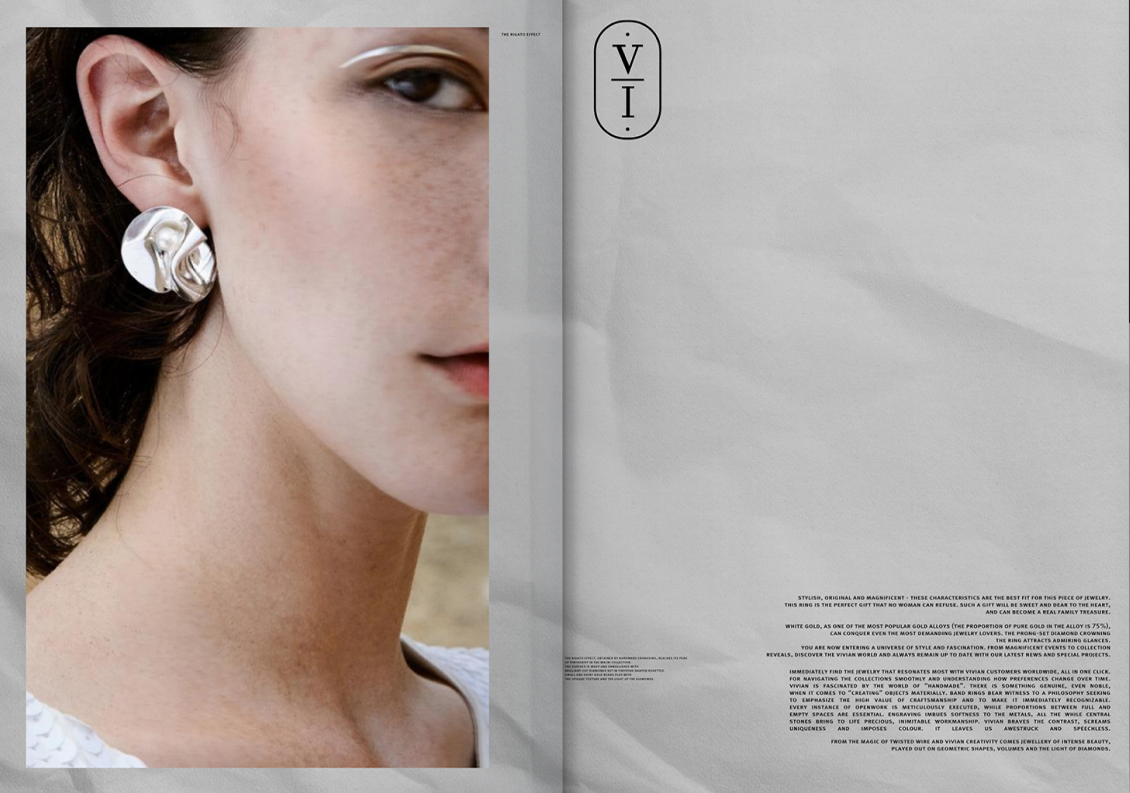 THE RIGATO EFFECT
V
I
STYLISH, ORIGINAL AND MAGNIFICENT - THESE CHARACTERISTICS ARE THE BEST FIT FOR THIS PIECE OF JEWELRY.
THIS RING IS THE PERFECT GIFT THAT NO WOMAN CAN REFUSE. SUCH A GIFT WILL BE SWEET AND DEAR TO THE HEART,
AND CAN BECOME A REAL FAMILY TREASURE.
WHITE GOLD, AS ONE OF THE MOST POPULAR GOLD ALLOYS (THE PROPORTION OF PURE GOLD IN THE ALLOY IS 75%),
CAN CONQUER EVEN THE MOST DEMANDING JEWELRY LOVERS. THE PRONG-SET DIAMOND CROWNING
THE RING ATTRACTS ADMIRING GLANCES.
YOU ARE NOW ENTERING A UNIVERSE OF STYLE AND FASCINATION. FROM MAGNIFICENT EVENTS TO COLLECTION
REVEALS, DISCOVER THE VIVIAN WORLD AND ALWAYS REMAIN UP TO DATE WITH OUR LATEST NEWS AND SPECIAL PROJECTS.
IMMEDIATELY FIND THE JEWELRY THAT RESONATES MOST WITH VIVIAN CUSTOMERS WORLDWIDE, ALL IN ONE CLICK.
FOR NAVIGATING THE COLLECTIONS SMOOTHLY AND UNDERSTANDING HOW PREFERENCES CHANGE OVER TIME.
VIVIAN IS FASCINATED BY THE WORLD OF "HANDMADE". THERE IS SOMETHING GENUINE, EVEN NOBLE,
WHEN IT COMES TO "CREATING" OBJECTS MATERIALLY. BAND RINGS BEAR WITNESS TO A PHILOSOPHY SEEKING
TO EMPHASIZE THE HIGH VALUE OF CRAFTSMANSHIP AND TO MAKE IT IMMEDIATELY RECOGNIZABLE.
EVERY INSTANCE OF OPENWORK IS METICULOUSLY EXECUTED, WHILE PROPORTIONS BETWEEN FULL AND
EMPTY SPACES ARE ESSENTIAL. ENGRAVING IMBUES SOFTNESS TO THE METALS, ALL THE WHILE CENTRAL
STONES BRING TO LIFE PRECIOUS, INIMITABLE WORKMANSHIP. VIVIAN BRAVES THE CONTRAST, SCREAMS
UNIQUENESS AND IMPOSES COLOUR. IT LEAVES US AWESTRUCK AND SPEECKLESS.
FROM THE MAGIC OF TWISTED WIRE AND VIVIAN CREATIVITY COMES JEWELLERY OF INTENSE BEAUTY,
PLAYED OUT ON GEOMETRIC SHAPES, VOLUMES AND THE LIGHT OF DIAMONDS.